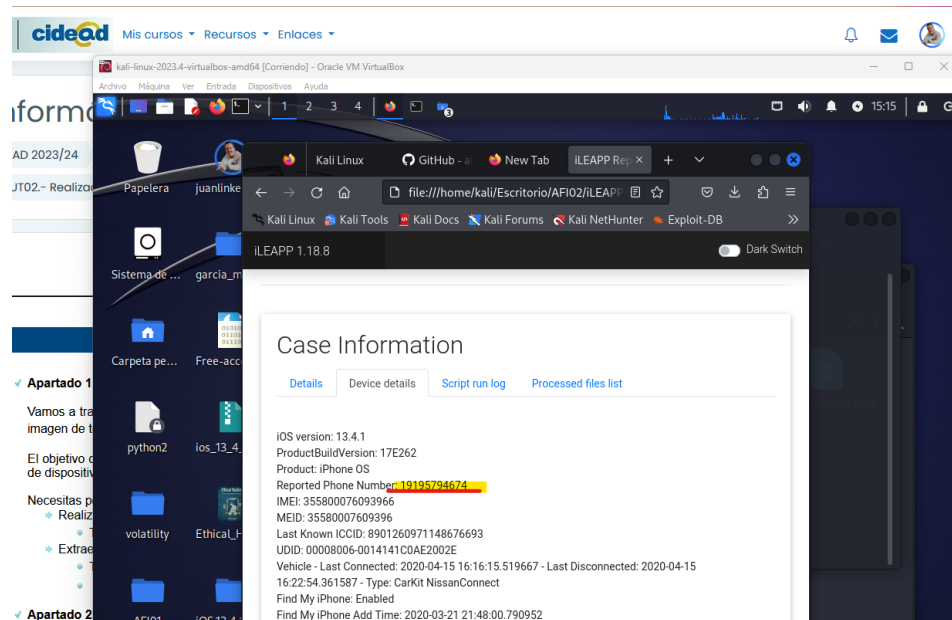 cidead Mis cursos Recursos Enlaces
kali-linux-2023.4-virtualbox-amd64 [Corriendo] - Oracle VM VirtualBox
Archivo Máquina Ver Entrada Dispositivos Ayuda
1 2 3 4 3 15:15
AD 2023/24
Papelera
Kali Linux GitHub - New Tab iLEAPP Rep
file:///home/kali/Escritorio/AFI02/iLEAPP
Kali Linux Kali Tools Kali Docs Kali Forums Kali NetHunter Exploit-DB
iLEAPP 1.18.8 Dark Switch
Sistema de ... garcia_m
Case Information
Carpeta pe... Free-acc
Details Device details Script run log Processed files list
Apartado 1
Vamos a tra
imagen de t
iOS version: 13.4.1
python2 ios_13_4_
ProductBuildVersion: 17E262
El objetivo
de dispositiv
Product: iPhone OS
Reported Phone Number: 19195794674
Necesitas p
IMEI: 355800076093966
Realiz
MEID: 35580007609396
Last Known ICCID: 8901260971148676693
volatility Ethical_H
Extrae
UDID: 00008006-0014141C0AE2002E
Vehicle - Last Connected: 2020-04-15 16:16:15.519667 - Last Disconnected: 2020-04-15
16:22:54.361587 - Type: CarKit NissanConnect
Find My iPhone: Enabled
Apartado 2
Find My iPhone Add Time: 2020-03-21 21:48:00.790952